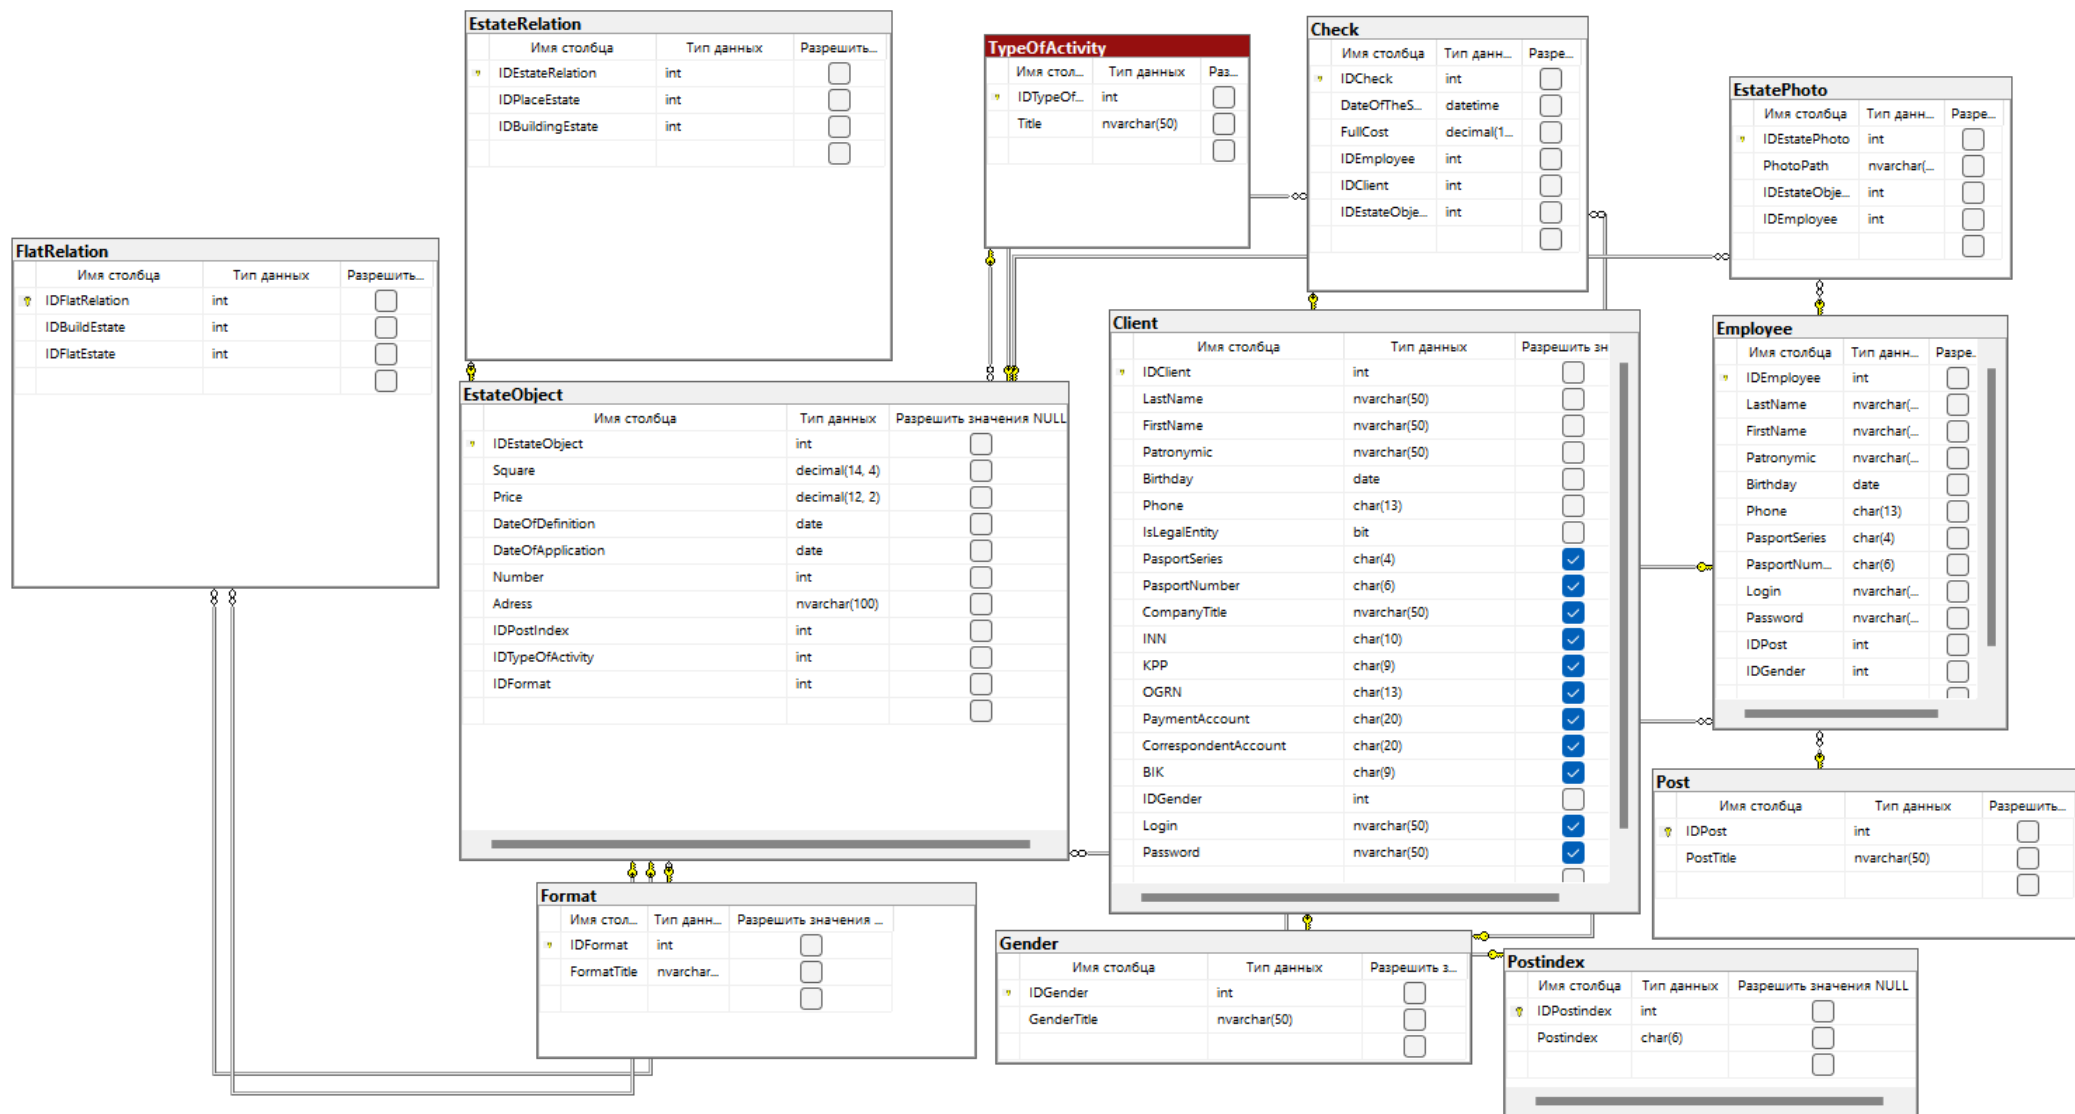 EstateRelation
Имя столбца Тип данных Разрешить...
IDEstateRelation int
IDPlaceEstate int
IDBuildingEstate int
TypeOfActivity
Имя стол... Тип данных Раз...
IDTypeOf... int
Title nvarchar(50)
Check
Имя столбца Тип данн... Разре...
IDCheck int
DateOfTheS... datetime
FullCost decimal(1...
IDEmployee int
IDClient int
IDEstateObje... int
EstatePhoto
Имя столбца Тип данн... Разре...
IDEstatePhoto int
PhotoPath nvarchar(...
IDEstateObje... int
IDEmployee int
FlatRelation
Имя столбца Тип данных Разрешить...
IDFlatRelation int
IDBuildEstate int
IDFlatEstate int
Client
Имя столбца Тип данных Разрешить зн
IDClient int
LastName nvarchar(50)
FirstName nvarchar(50)
Patronymic nvarchar(50)
Birthday date
Phone char(13)
IsLegalEntity bit
PasportSeries char(4)
PasportNumber char(6)
CompanyTitle nvarchar(50)
INN char(10)
KPP char(9)
OGRN char(13)
PaymentAccount char(20)
CorrespondentAccount char(20)
BIK char(9)
IDGender int
Login nvarchar(50)
Password nvarchar(50)
Employee
Имя столбца Тип данн... Разре.
IDEmployee int
LastName nvarchar(...
FirstName nvarchar(...
Patronymic nvarchar(...
Birthday date
Phone char(13)
PasportSeries char(4)
PasportNum... char(6)
Login nvarchar(...
Password nvarchar(...
IDPost int
IDGender int
EstateObject
Имя столбца Тип данных Разрешить значения NULL
IDEstateObject int
Square decimal(14, 4)
Price decimal(12, 2)
DateOfDefinition date
DateOfApplication date
Number int
Adress nvarchar(100)
IDPostIndex int
IDTypeOfActivity int
IDFormat int
Post
Имя столбца Тип данных Разрешить...
IDPost int
PostTitle nvarchar(50)
Format
Имя стол... Тип данн... Разрешить значения ...
IDFormat int
FormatTitle nvarchar...
Gender
Имя столбца Тип данных Разрешить з...
IDGender int
GenderTitle nvarchar(50)
Postindex
Имя столбца Тип данных Разрешить значения NULL
IDPostindex int
Postindex char(6)